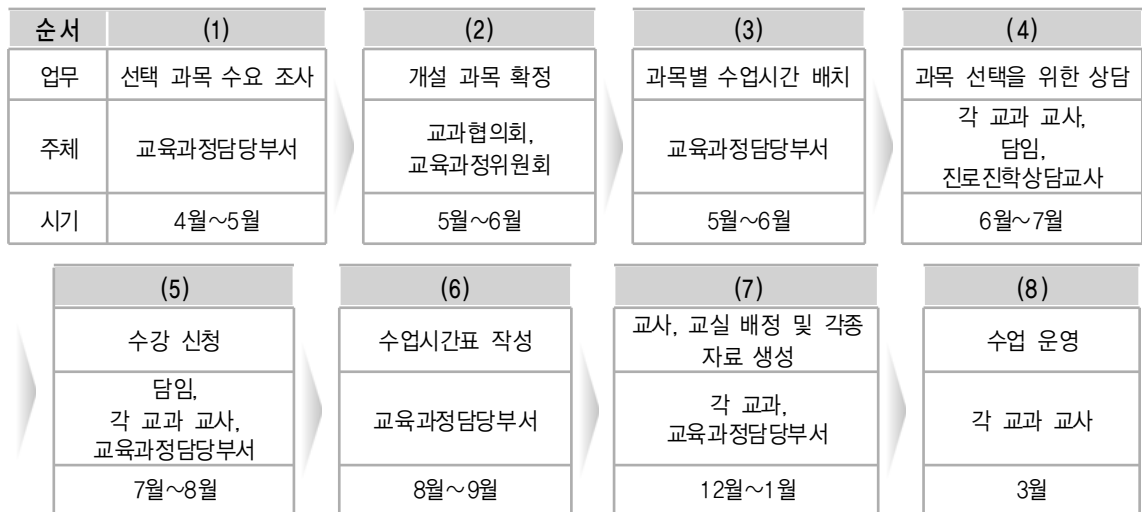 순서 (1) (2) (3) (4)
업무 선택 과목 수요 조사 개설 과목 확정 과목별 수업시간 배치 과목 선택을 위한 상담
주체 교육과정담당부서 교과협의회,
교육과정위원회 교육과정담당부서 각 교과 교사,
담임,
진로진학상담교사
시기 4월~5월 5월~6월 5월~6월 6월~7월
(5) (6) (7) (8)
수강 신청 수업시간표 작성 교사, 교실 배정 및 각종
자료 생성 수업 운영
담임,
각 교과 교사,
교육과정담당부서 교육과정담당부서 각 교과,
교육과정담당부서 각 교과 교사
7월~8월 8월~9월 12월~1월 3월